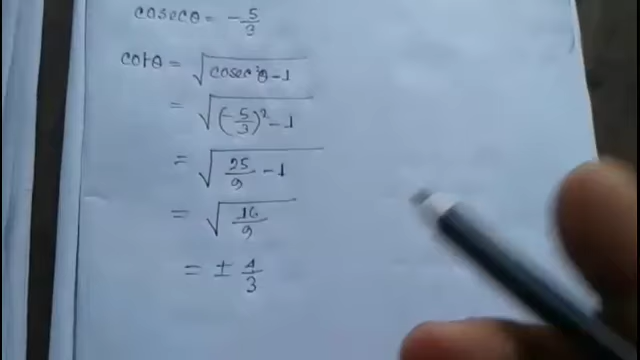 cosecθ = -5/3
cotθ = √(cosec²θ-1)
= √((-5/3)²-1)
= √(25/9 -1)
= √(16/9)
= ± 4/3